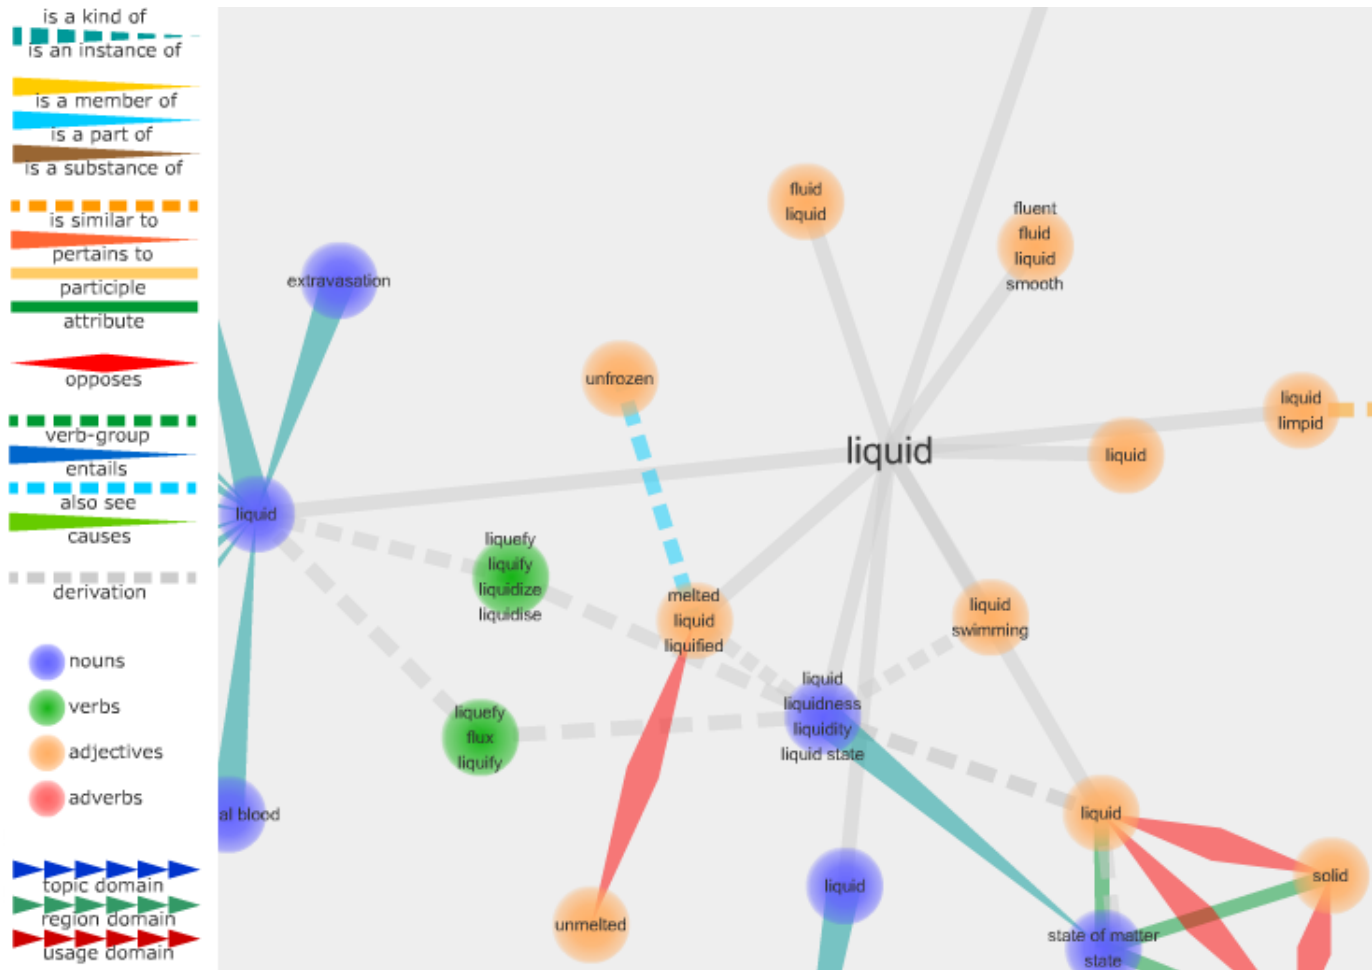 is a kind of
is an instance of
is a member of
is a part of
is a substance of
is similar to
pertains to
participle
attribute
opposes
verb-group
entails
also see
causes
derivation
nouns
verbs
adjectives
adverbs
topic domain
region domain
usage domain
fluid
liquid
fluent
fluid
liquid
smooth
extravasation
unfrozen
liquid
limpid
liquid
liquid
liquid
liquefy
liquify
liquidize
liquidise
melted
liquid
liquified
liquid
swimming
liquid
liquidness
liquidity
liquid state
liquefy
flux
liquify
al blood
liquid
liquid
solid
unmelted
state of matter
state